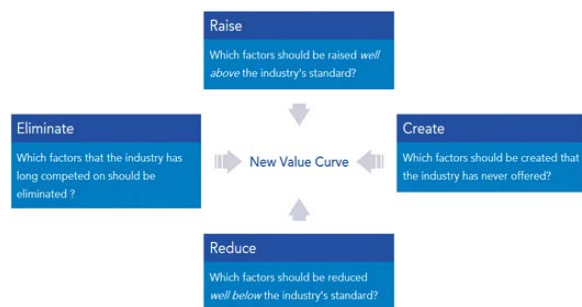 Raise
Which factors should be raised well
above the industry's standard?
Eliminate
Which factors that the industry has
long competed on should be
eliminated ?
New Value Curve
Create
Which factors should be created that
the industry has never offered?
Reduce
Which factors should be reduced
well below the industry's standard?